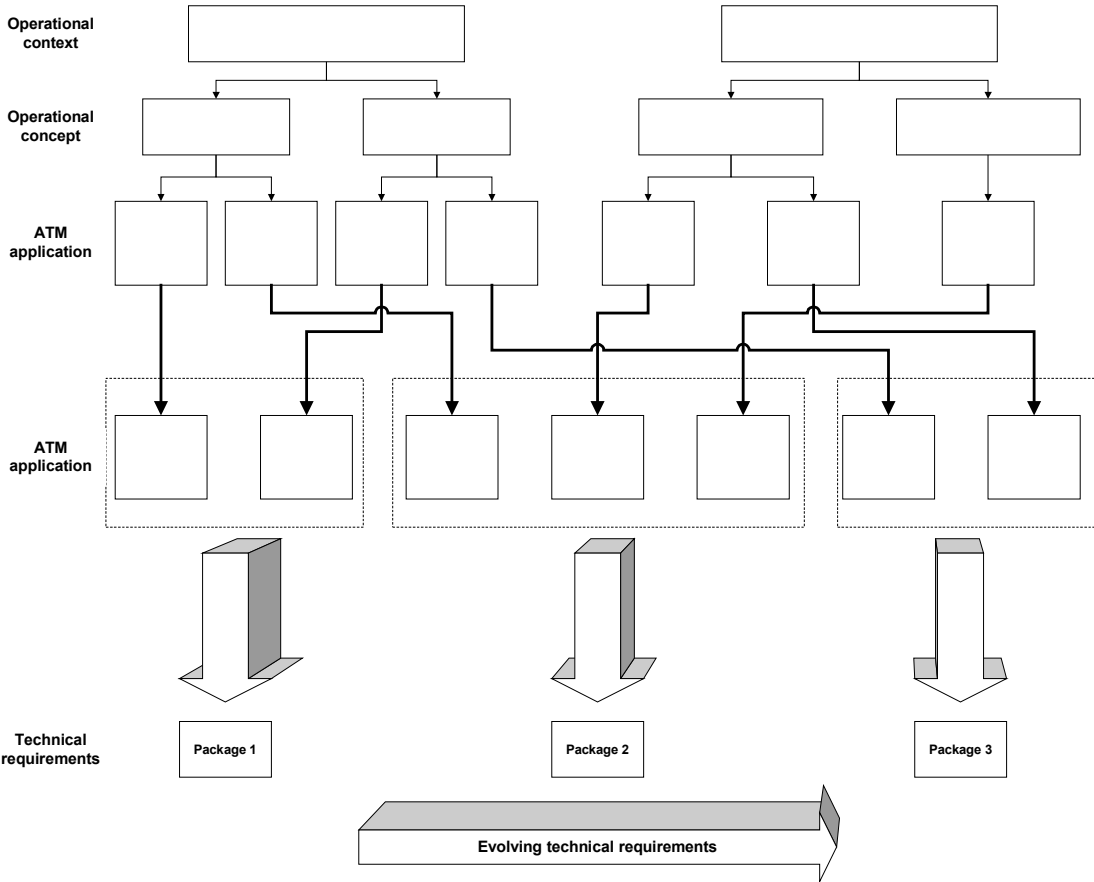 Operational
context
Operational
concept
ATM
application
ATM
application
Technical
requirements
Package 1
Package 2
Package 3
Evolving technical requirements